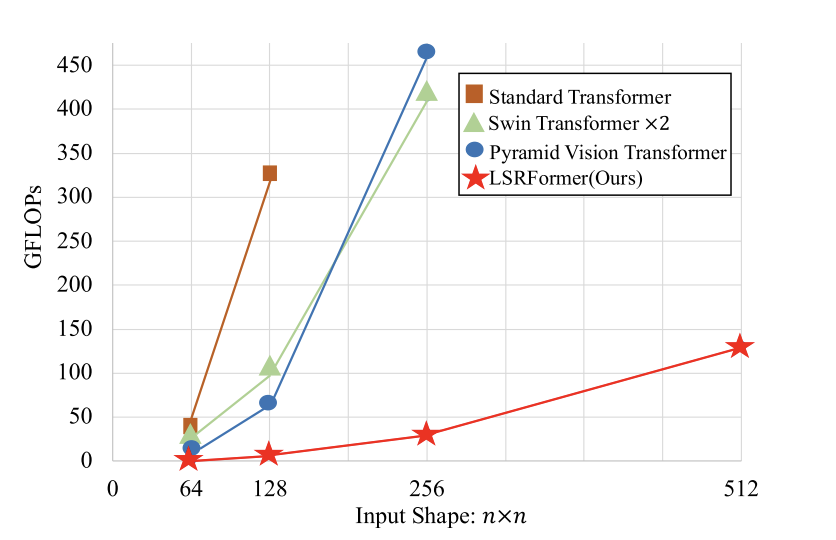 GFLOPs
450
400
350
300
250
200
150
100
50
0
0 64 128 256 512
Input Shape: n×n
Standard Transformer
Swin Transformer ×2
Pyramid Vision Transformer
LSRFormer(Ours)